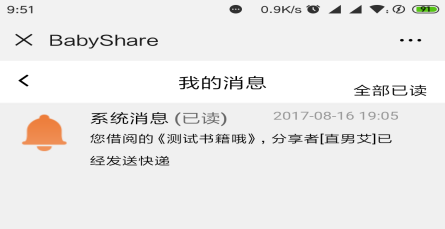 9:51 0.9K/s 91
BabyShare
我的消息
全部已读
系统消息 (已读) 2017-08-16 19:05
您借阅的《测试书籍哦》, 分享者[直男艾]已
经发送快递